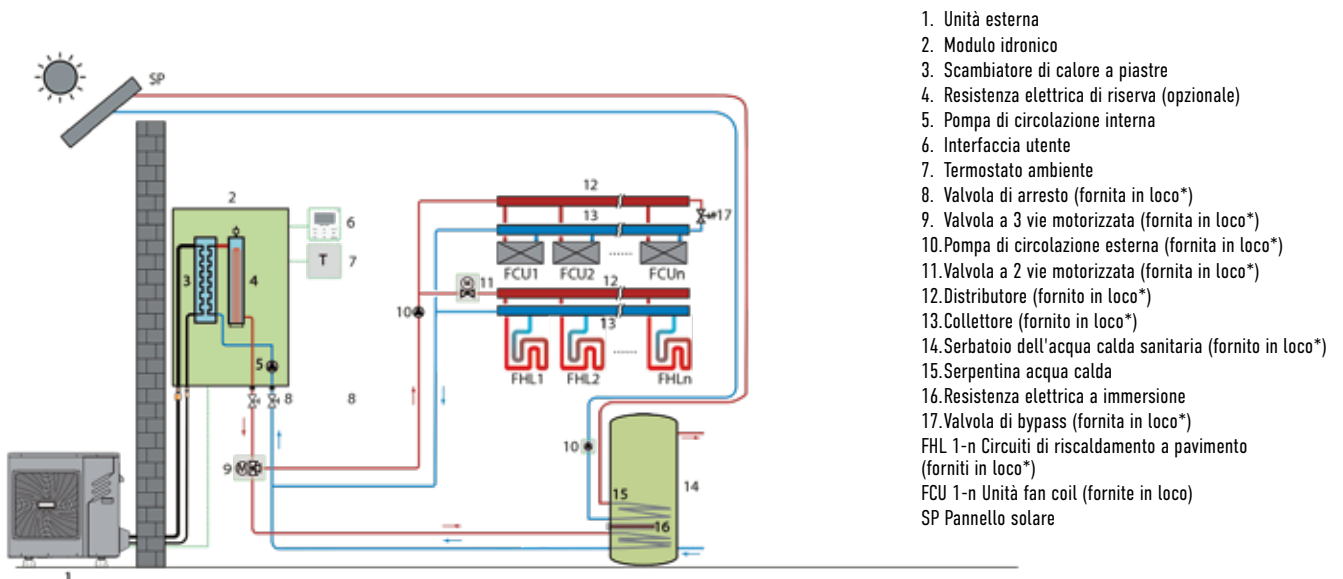 SP
2
12
13
17
6
FCU1 FCU2 ...... FCUn
T
7
3
4
11
12
10
13
5
FHL1 FHL2 ...... FHLn
8
8
10
9
M
15
14
16
1
1. Unità esterna
2. Modulo idronico
3. Scambiatore di calore a piastre
4. Resistenza elettrica di riserva (opzionale)
5. Pompa di circolazione interna
6. Interfaccia utente
7. Termostato ambiente
8. Valvola di arresto (fornita in loco*)
9. Valvola a 3 vie motorizzata (fornita in loco*)
10.Pompa di circolazione esterna (fornita in loco*)
11.Valvola a 2 vie motorizzata (fornita in loco*)
12.Distributore (fornito in loco*)
13.Collettore (fornito in loco*)
14.Serbatoio dell'acqua calda sanitaria (fornito in loco*)
15.Serpentina acqua calda
16.Resistenza elettrica a immersione
17.Valvola di bypass (fornita in loco*)
FHL 1-n Circuiti di riscaldamento a pavimento
(forniti in loco*)
FCU 1-n Unità fan coil (fornite in loco)
SP Pannello solare